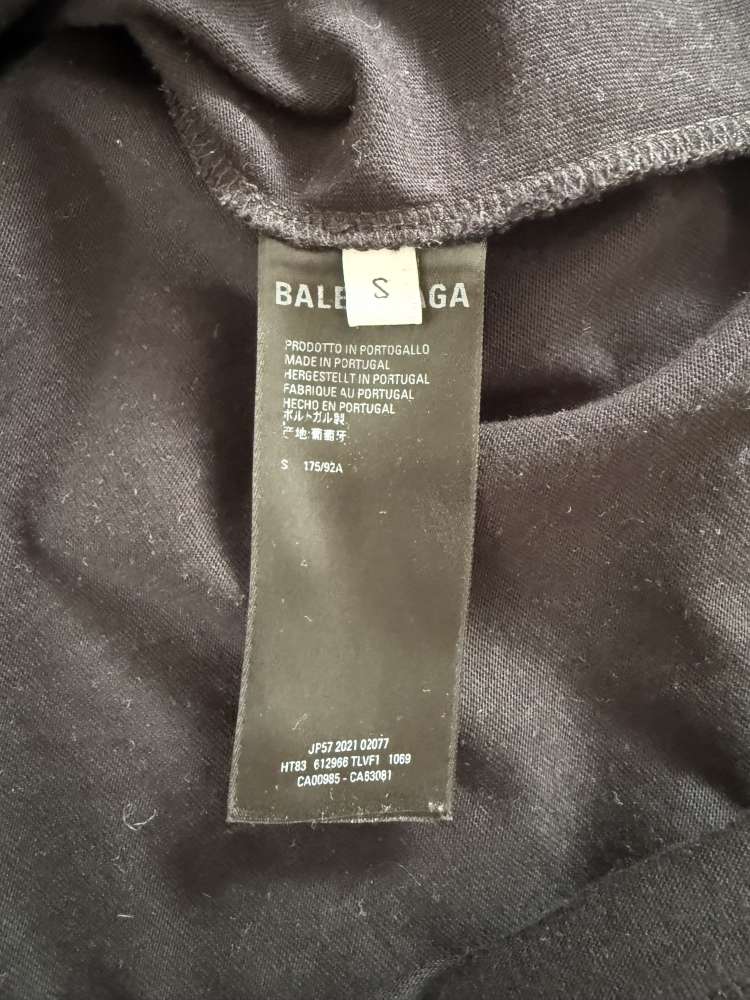 S
BALE AGA
PRODOTTO IN PORTOGALLO
MADE IN PORTUGAL
HERGESTELLT IN PORTUGAL
FABRIQUE AU PORTUGAL
HECHO EN PORTUGAL
ポルトガル製
产地:葡萄牙
S 175/92A
JP57 2021 02077
HT83 612966 TLVF1 1069
CA00985 - CA53081